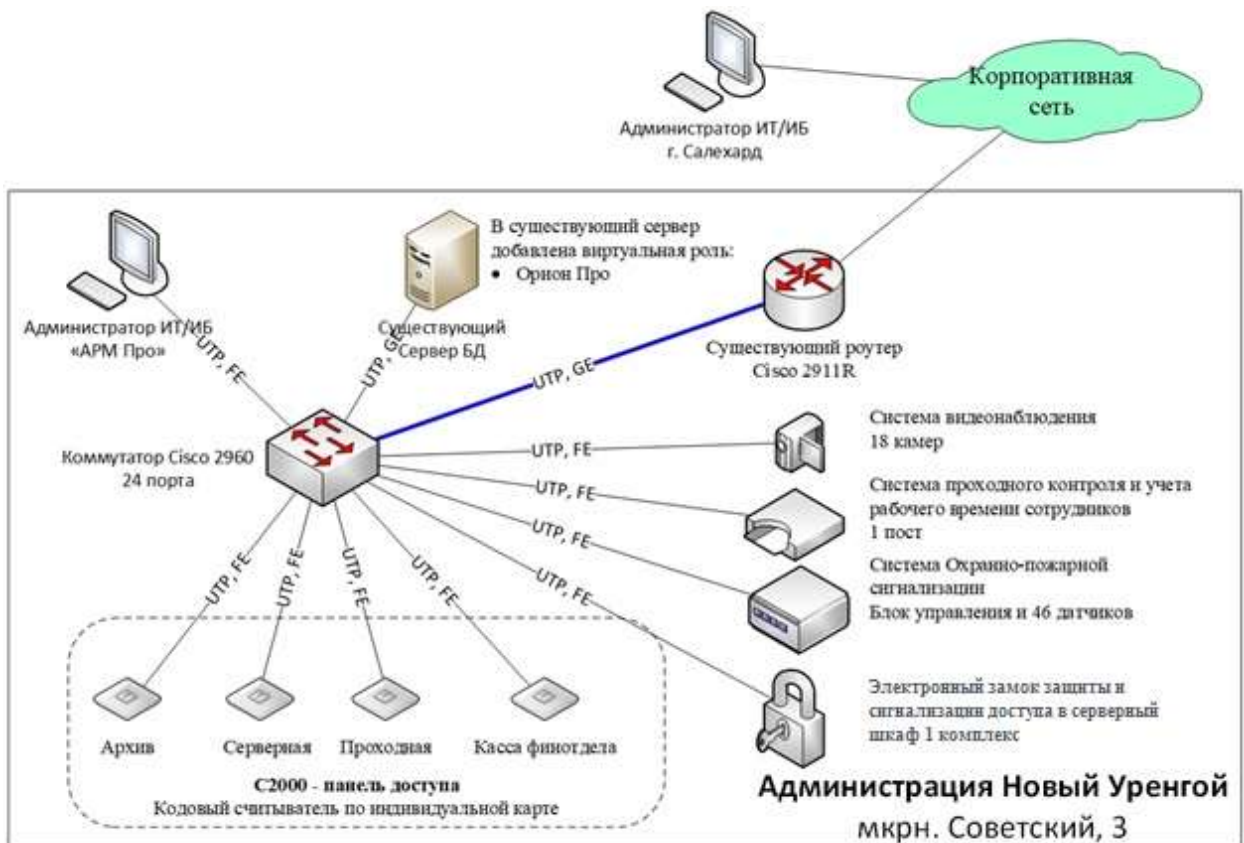 Корпоративная
сеть
Администратор ИТ/ИБ
г. Салехард
В существующий сервер
добавлена виртуальная роль:
• Орион Про
Администратор ИТ/ИБ
«АРМ Про»
Существующий
Сервер БД
Существующий роутер
Cisco 2911R
UTP, FE
UTP, GE
UTP, GE
Коммутатор Cisco 2960
24 порта
UTP, FE
UTP, FE
UTP, FE
UTP, FE
Система видеонаблюдения
18 камер
Система проходного контроля и учета
рабочего времени сотрудников
1 пост
Система Охранно-пожарной
сигнализации
Блок управления и 46 датчиков
Электронный замок защиты и
сигнализации доступа в серверный
шкаф 1 комплекс
UTP, FE
UTP, FE
UTP, FE
UTP, FE
Архив
Серверная
Проходная
Касса финотдела
С2000 - панель доступа
Кодовый считыватель по индивидуальной карте
Администрация Новый Уренгой
мкрн. Советский, 3